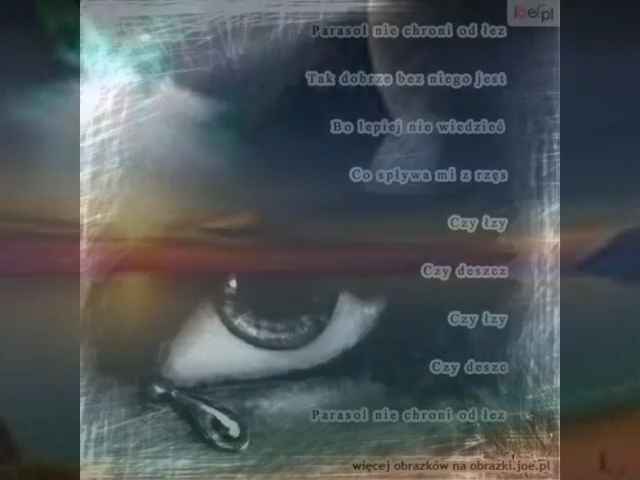 joe.pl
Parasol nie chroni od łez
Tak dobrze bez niego jest
Bo lepiej nie wiedzieć
Co spływa mi z rzęs
Czy łzy
Czy deszcz
Czy łzy
Czy deszc
Parasol nie chroni od łez
więcej obrazków na obrazki.joe.pl